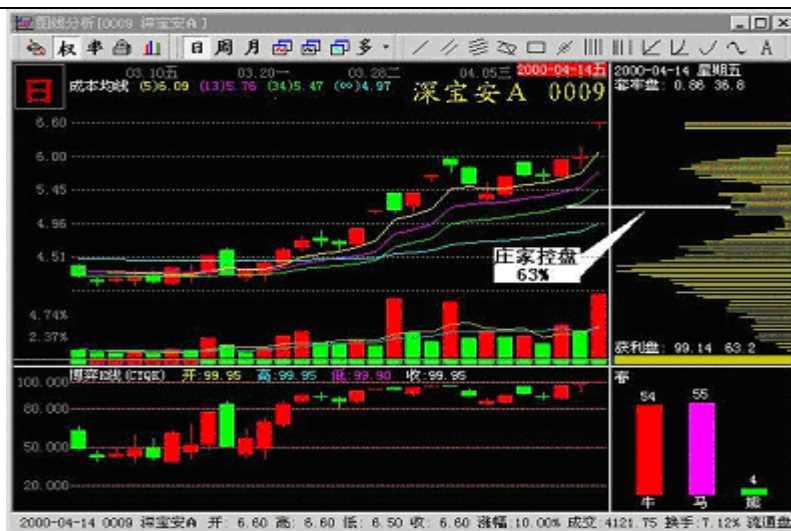 图线分析[0009 深宝安A]
权
日 周 月 多 A
日
03.10五 03.20一 03.28二 04.05三 2000-04-14五
成本均线 (5)6.09 (13)5.76 (34)5.47 (∞)4.97
深宝安A 0009
2000-04-14 星期五
套牢盘: 0.86 36.8
6.60
6.00
5.45
4.95
4.51
庄家控盘
63%
4.74%
2.37%
获利盘: 99.14 63.2
博弈K线(CYQK) 开:99.95 高:99.95 低:99.90 收:99.95
100.000
80.000
50.000
20.000
54 55 4
牛 马 熊
2000-04-14 0009 深宝安A 开: 6.60 高: 6.60 低: 6.50 收: 6.60 涨幅:10.00% 成交 4121.75 换手:7.12% 流通盘